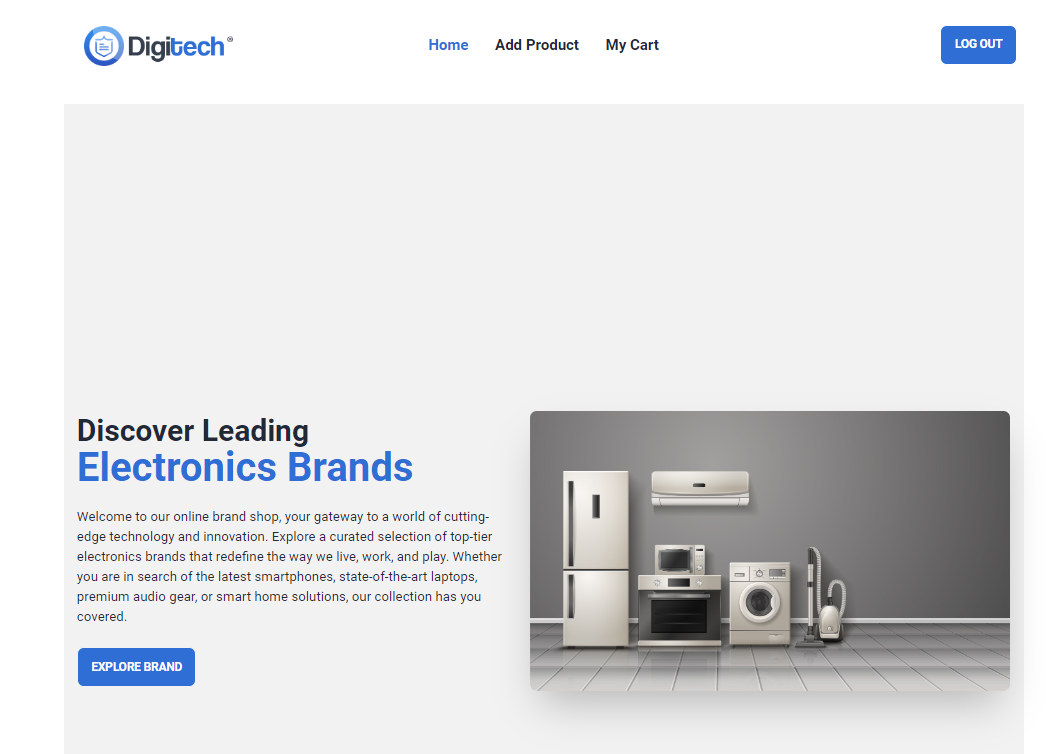 Digitech®
Home Add Product My Cart
LOG OUT
Discover Leading
Electronics Brands
Welcome to our online brand shop, your gateway to a world of cutting-
edge technology and innovation. Explore a curated selection of top-tier
electronics brands that redefine the way we live, work, and play. Whether
you are in search of the latest smartphones, state-of-the-art laptops,
premium audio gear, or smart home solutions, our collection has you
covered.
EXPLORE BRAND